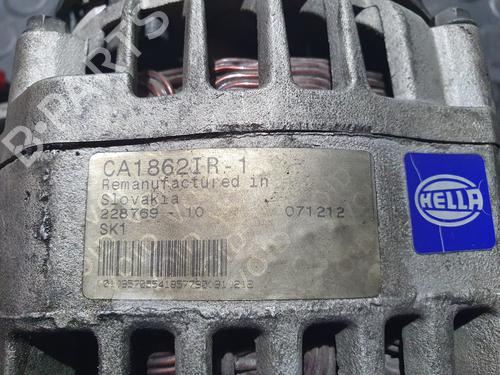 CA1862IR-1
Remanufactured in
Slovakia
228769 - 10 071212
SK1
HELLA
B-PARTS